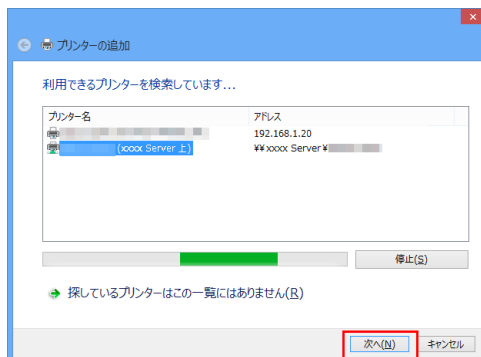 プリンターの追加
利用できるプリンターを検索しています...
プリンター名 アドレス
192.168.1.20
(xxxx Server 上) ¥¥ xxxx Server ¥
停止(S)
探しているプリンターはこの一覧にはありません(R)
次へ(N) キャンセル